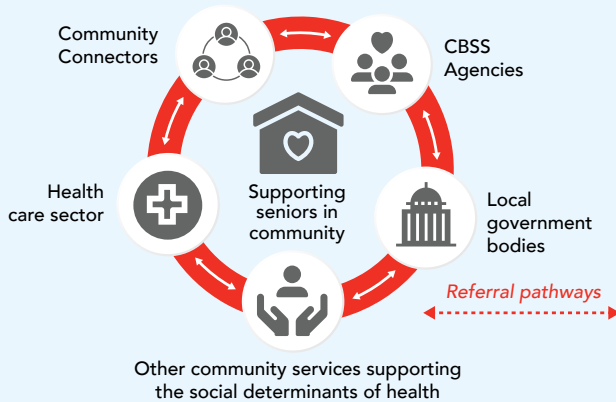 Community
Connectors
CBSS
Agencies
Health
care sector
Supporting
seniors in
community
Local
government
bodies
Referral pathways
Other community services supporting
the social determinants of health